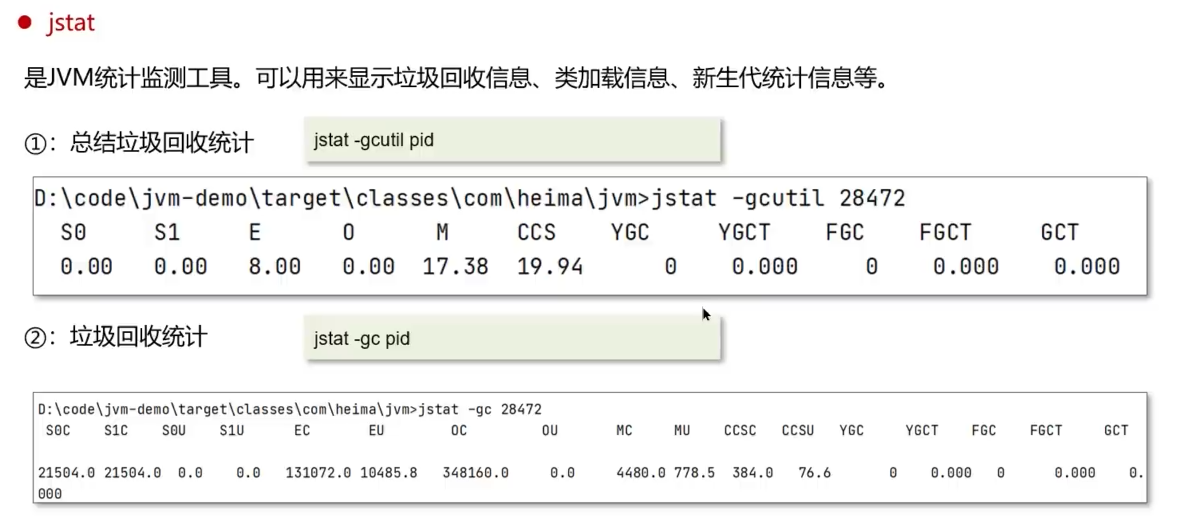 ● jstat
是JVM统计监测工具。可以用来显示垃圾回收信息、类加载信息、新生代统计信息等。
①：总结垃圾回收统计 jstat -gcutil pid
D:\code\jvm-demo\target\classes\com\heima\jvm>jstat -gcutil 28472
S0 S1 E O M CCS YGC YGCT FGC FGCT GCT
0.00 0.00 8.00 0.00 17.38 19.94 0 0.000 0 0.000 0.000
②：垃圾回收统计 jstat -gc pid
D:\code\jvm-demo\target\classes\com\heima\jvm>jstat -gc 28472
S0C S1C S0U S1U EC EU OC OU MC MU CCSC CCSU YGC YGCT FGC FGCT GCT
21504.0 21504.0 0.0 0.0 131072.0 10485.8 348160.0 0.0 4480.0 778.5 384.0 76.6 0 0.000 0 0.000 0.
000